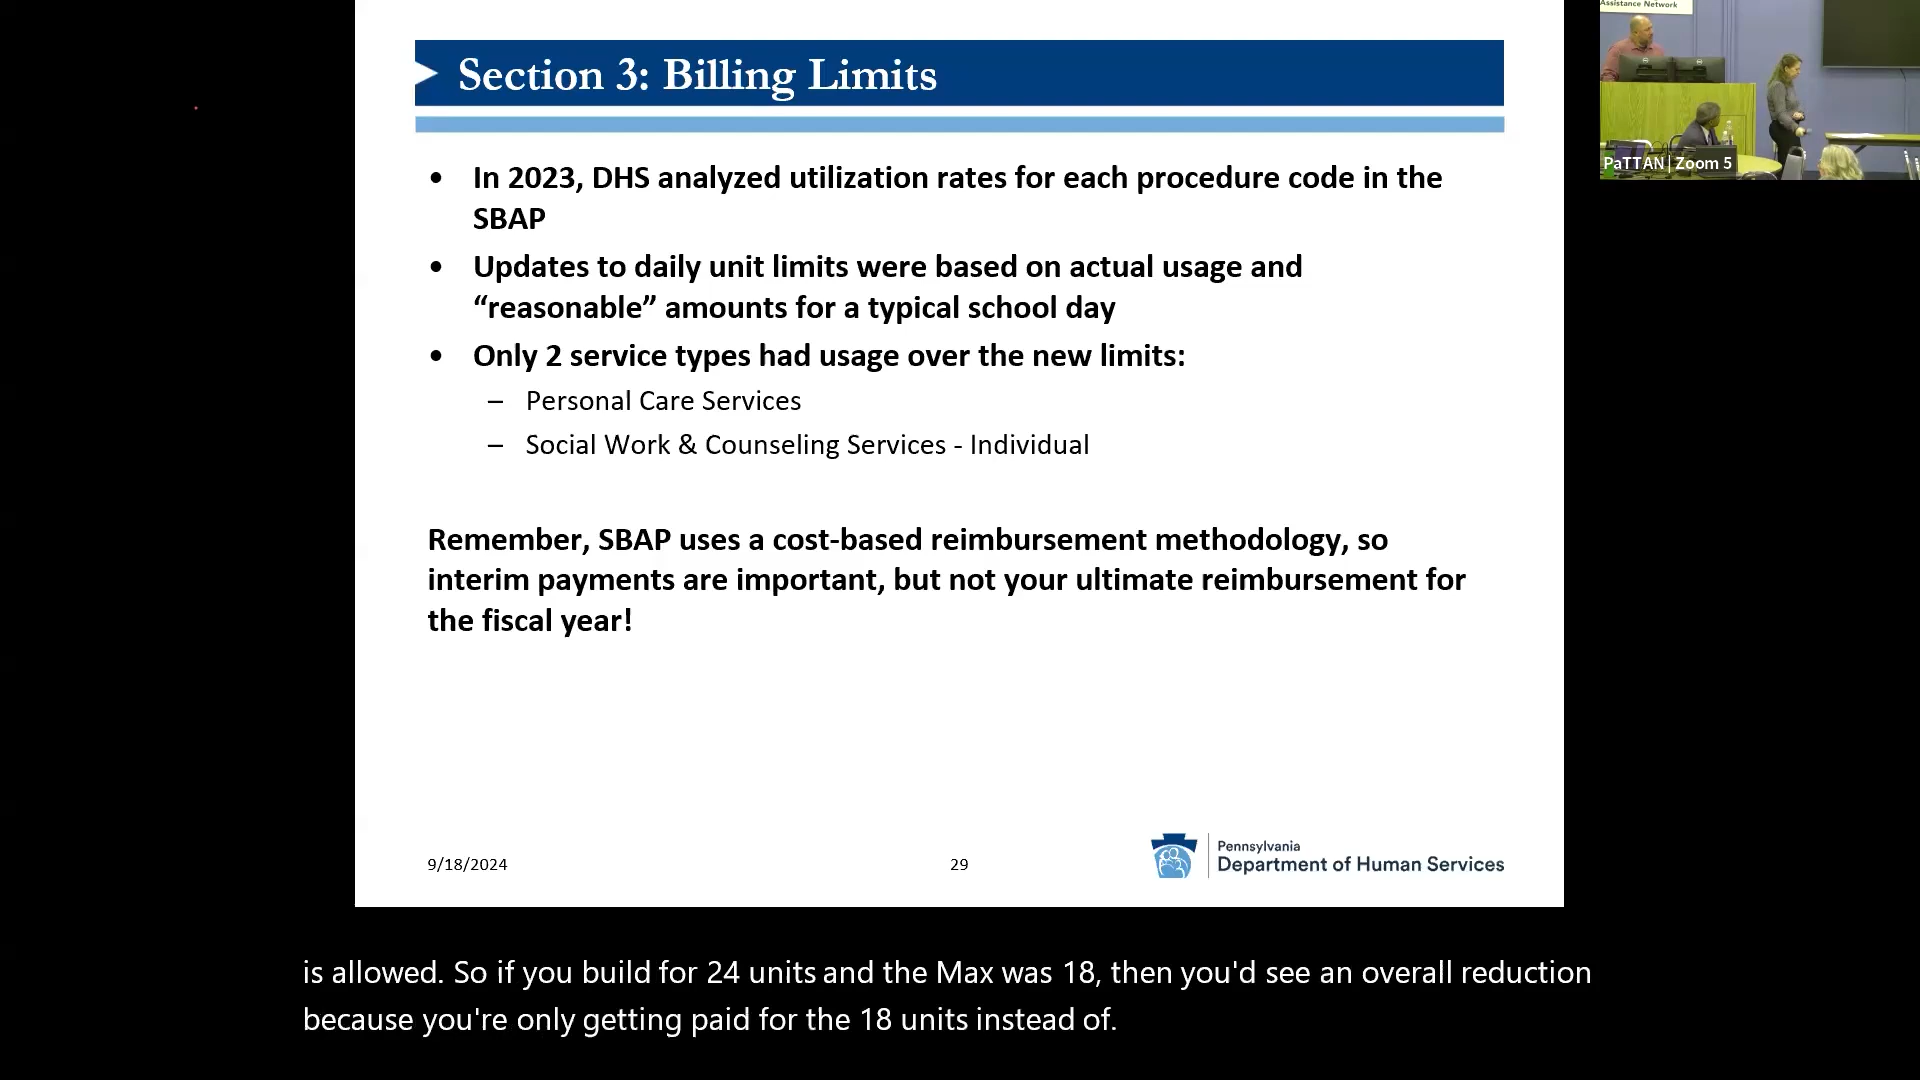 Assistance Network
PaTTAN | Zoom 5
Section 3: Billing Limits
• In 2023, DHS analyzed utilization rates for each procedure code in the
SBAP
• Updates to daily unit limits were based on actual usage and
“reasonable” amounts for a typical school day
• Only 2 service types had usage over the new limits:
– Personal Care Services
– Social Work & Counseling Services - Individual
Remember, SBAP uses a cost-based reimbursement methodology, so
interim payments are important, but not your ultimate reimbursement for
the fiscal year!
9/18/2024
29
Pennsylvania
Department of Human Services
is allowed. So if you build for 24 units and the Max was 18, then you'd see an overall reduction
because you're only getting paid for the 18 units instead of.